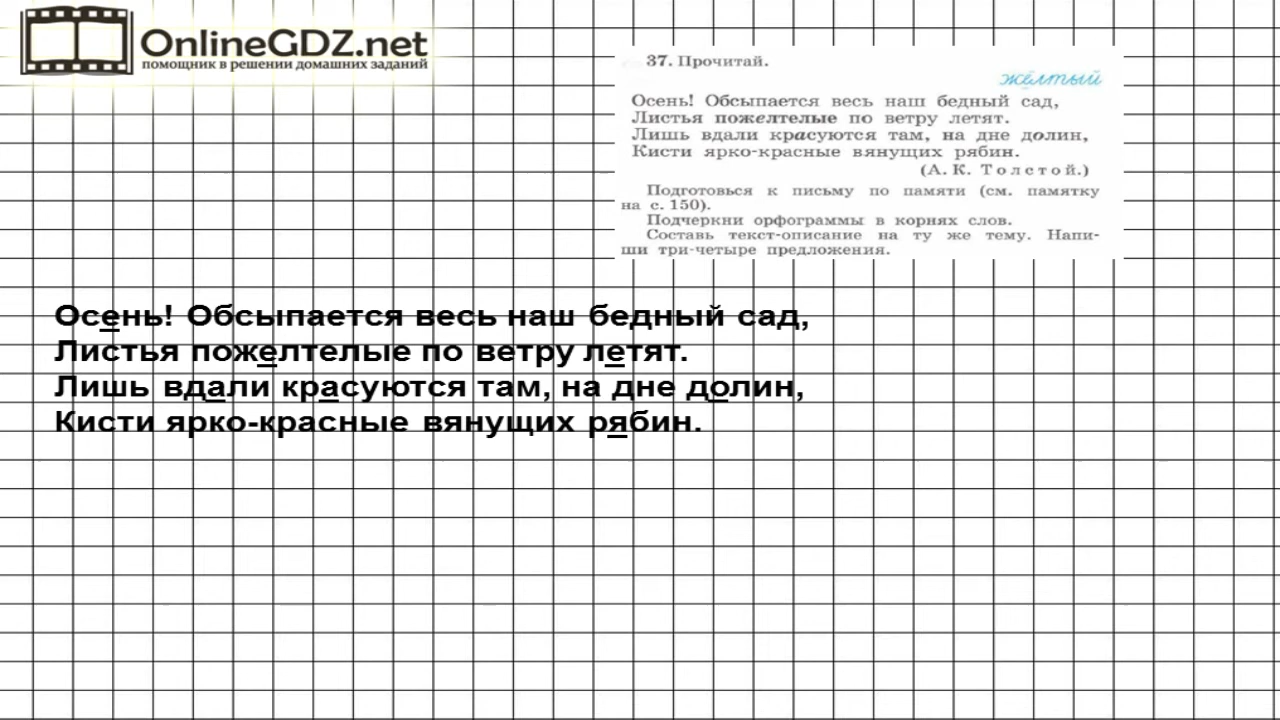 OnlineGDZ.net
помощник в решении домашних заданий
37. Прочитай.
жёлтый
Осень! Обсыпается весь наш бедный сад,
Листья пожелтелые по ветру летят.
Лишь вдали красуются там, на дне долин,
Кисти ярко-красные вянущих рябин.
(А. К. Толстой.)
Подготовься к письму по памяти (см. памятку
на с. 150).
Подчеркни орфограммы в корнях слов.
Составь текст-описание на ту же тему. Напи-
ши три-четыре предложения.
Осень! Обсыпается весь наш бедный сад,
Листья пожелтелые по ветру летят.
Лишь вдали красуются там, на дне долин,
Кисти ярко-красные вянущих рябин.